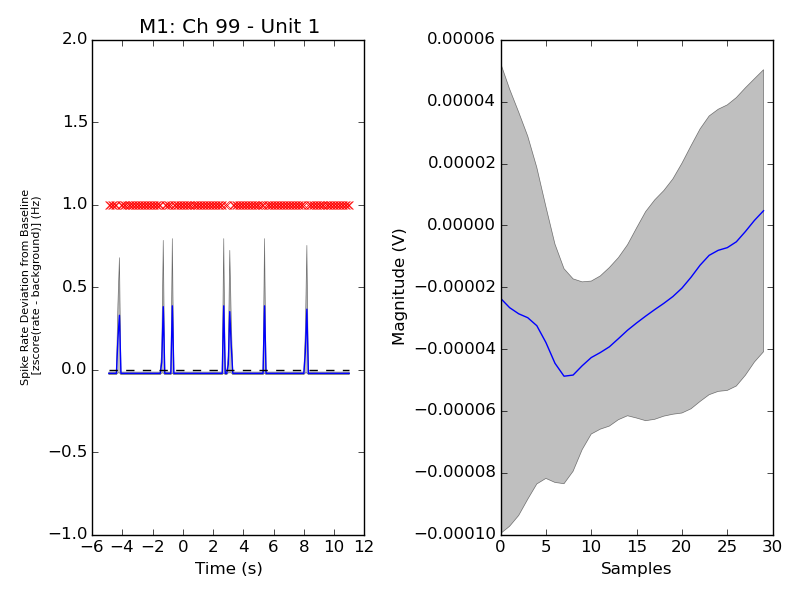 M1: Ch 99 - Unit 1
2.0
1.5
1.0
0.5
0.0
−0.5
−1.0
Spike Rate Deviation from Baseline
[zscore(rate - background)] (Hz)
−6 −4 −2 0 2 4 6 8 10 12
Time (s)
0.00006
0.00004
0.00002
0.00000
−0.00002
−0.00004
−0.00006
−0.00008
−0.00010
Magnitude (V)
0 5 10 15 20 25 30
Samples